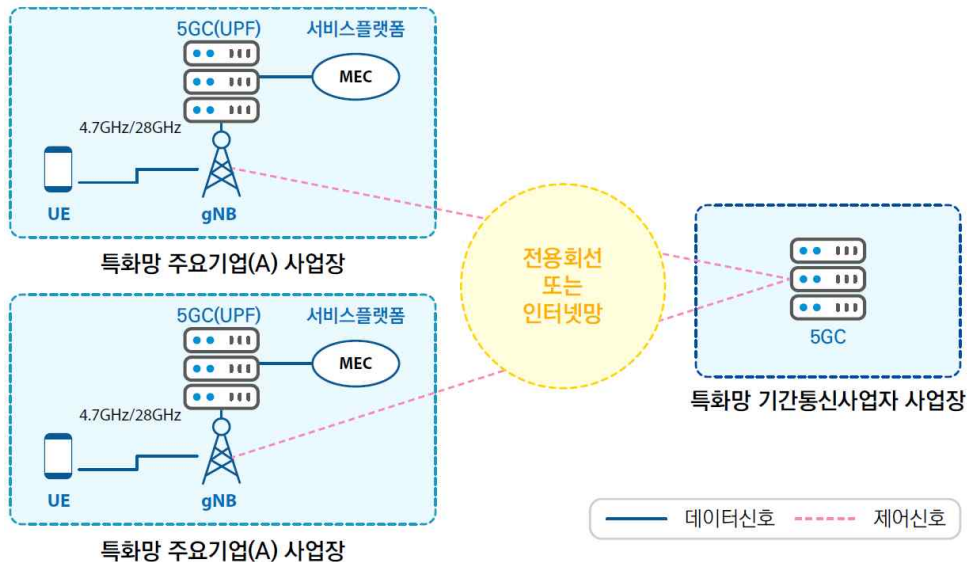 5GC(UPF)
서비스플랫폼
MEC
4.7GHz/28GHz
UE
gNB
특화망 주요기업(A) 사업장
5GC(UPF)
서비스플랫폼
MEC
4.7GHz/28GHz
UE
gNB
특화망 주요기업(A) 사업장
전용회선
또는
인터넷망
5GC
특화망 기간통신사업자 사업장
데이터신호
제어신호